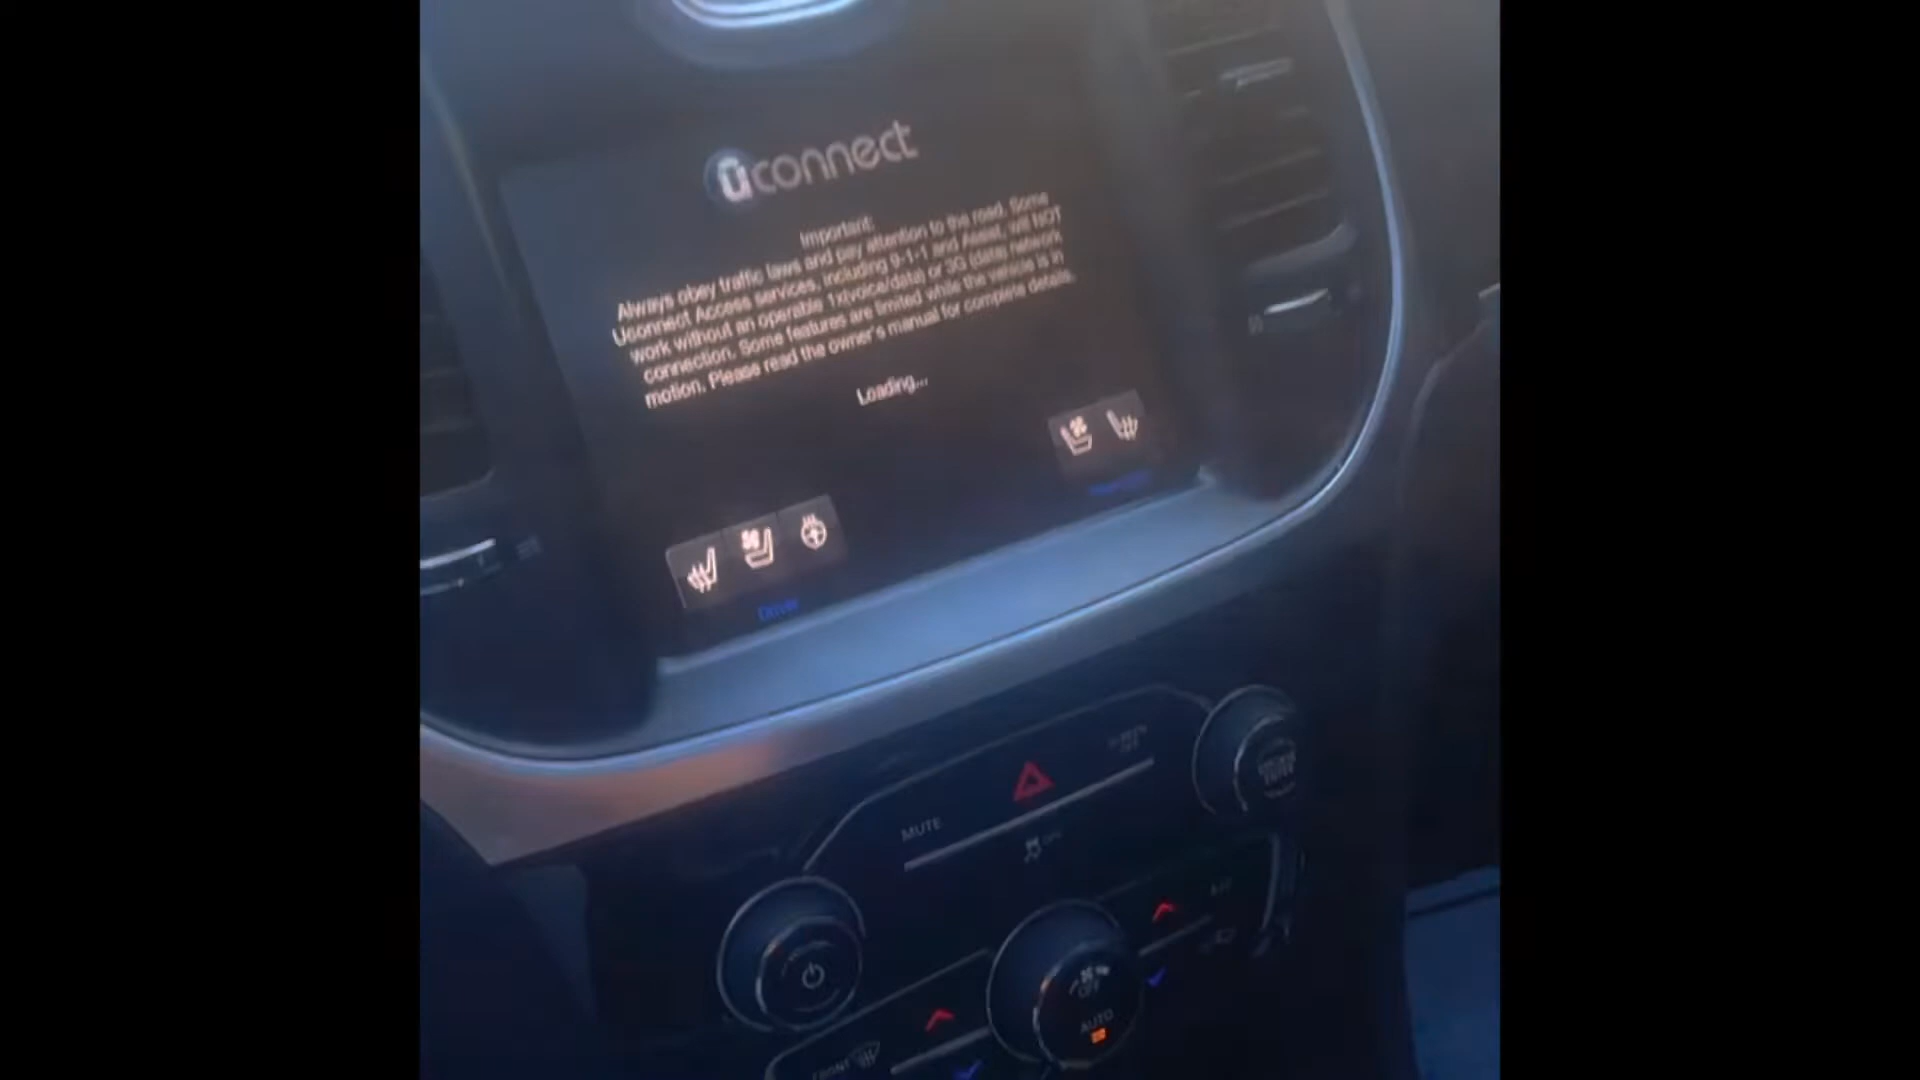 uconnect
Important:
Always obey traffic laws and pay attention to the road. Some
Uconnect Access services, including 9-1-1 and Assist, will NOT
work without an operable 1x(voice/data) or 3G (data) network
connection. Some features are limited while the vehicle is in
motion. Please read the owner's manual for complete details.
Loading...
Driver
MUTE
OFF
AUTO
FRONT